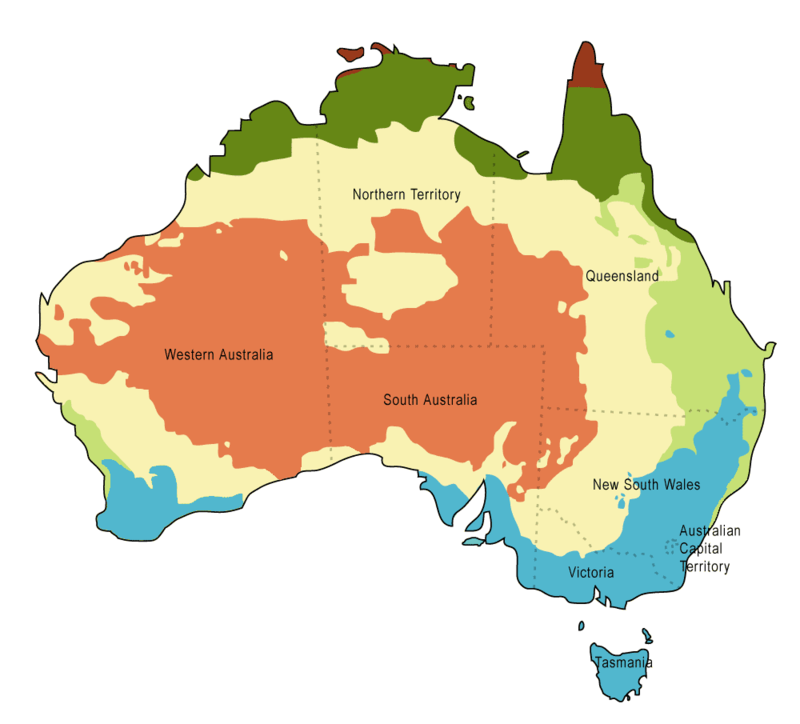 Northern Territory
Queensland
Western Australia
South Australia
New South Wales
Australian
Capital
Territory
Victoria
Tasmania